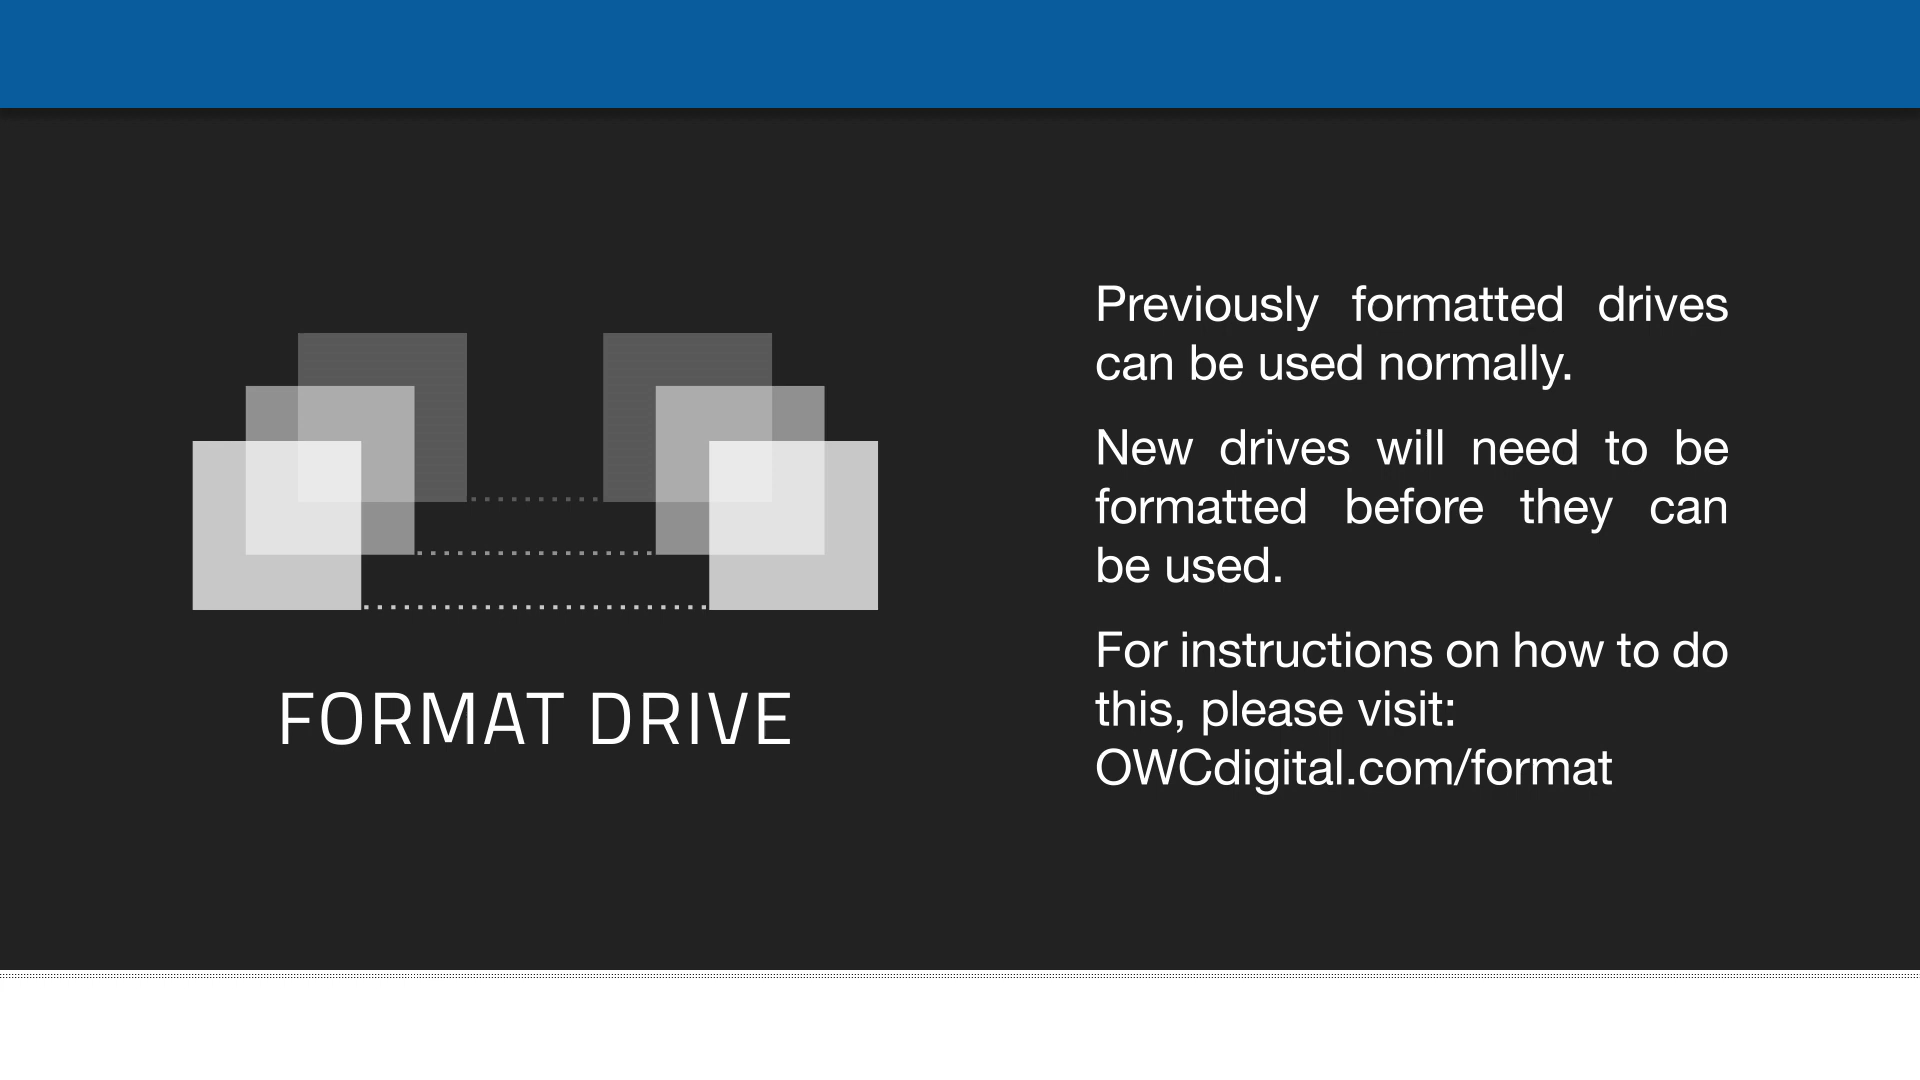 FORMAT DRIVE
Previously formatted drives
can be used normally.
New drives will need to be
formatted before they can
be used.
For instructions on how to do
this, please visit:
OWCdigital.com/format